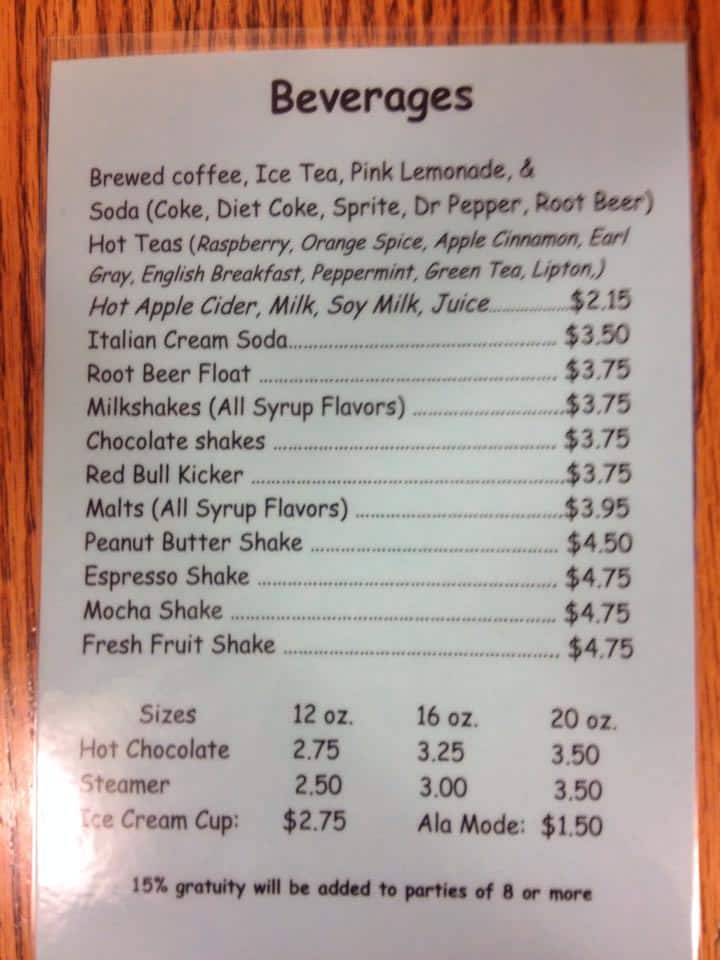 Beverages
Brewed coffee, Ice Tea, Pink Lemonade, &
Soda (Coke, Diet Coke, Sprite, Dr Pepper, Root Beer)
Hot Teas (Raspberry, Orange Spice, Apple Cinnamon, Earl
Gray, English Breakfast, Peppermint, Green Tea, Lipton,)
Hot Apple Cider, Milk, Soy Milk, Juice..................$2.15
Italian Cream Soda.................................................. $3.50
Root Beer Float ........................................................ $3.75
Milkshakes (All Syrup Flavors) ............................$3.75
Chocolate shakes ..................................................... $3.75
Red Bull Kicker ..........................................................$3.75
Malts (All Syrup Flavors) ......................................$3.95
Peanut Butter Shake .............................................. $4.50
Espresso Shake ........................................................ $4.75
Mocha Shake ............................................................. $4.75
Fresh Fruit Shake ................................................... $4.75
Sizes 12 oz. 16 oz. 20 oz.
Hot Chocolate 2.75 3.25 3.50
Steamer 2.50 3.00 3.50
Ice Cream Cup: $2.75 Ala Mode: $1.50
15% gratuity will be added to parties of 8 or more